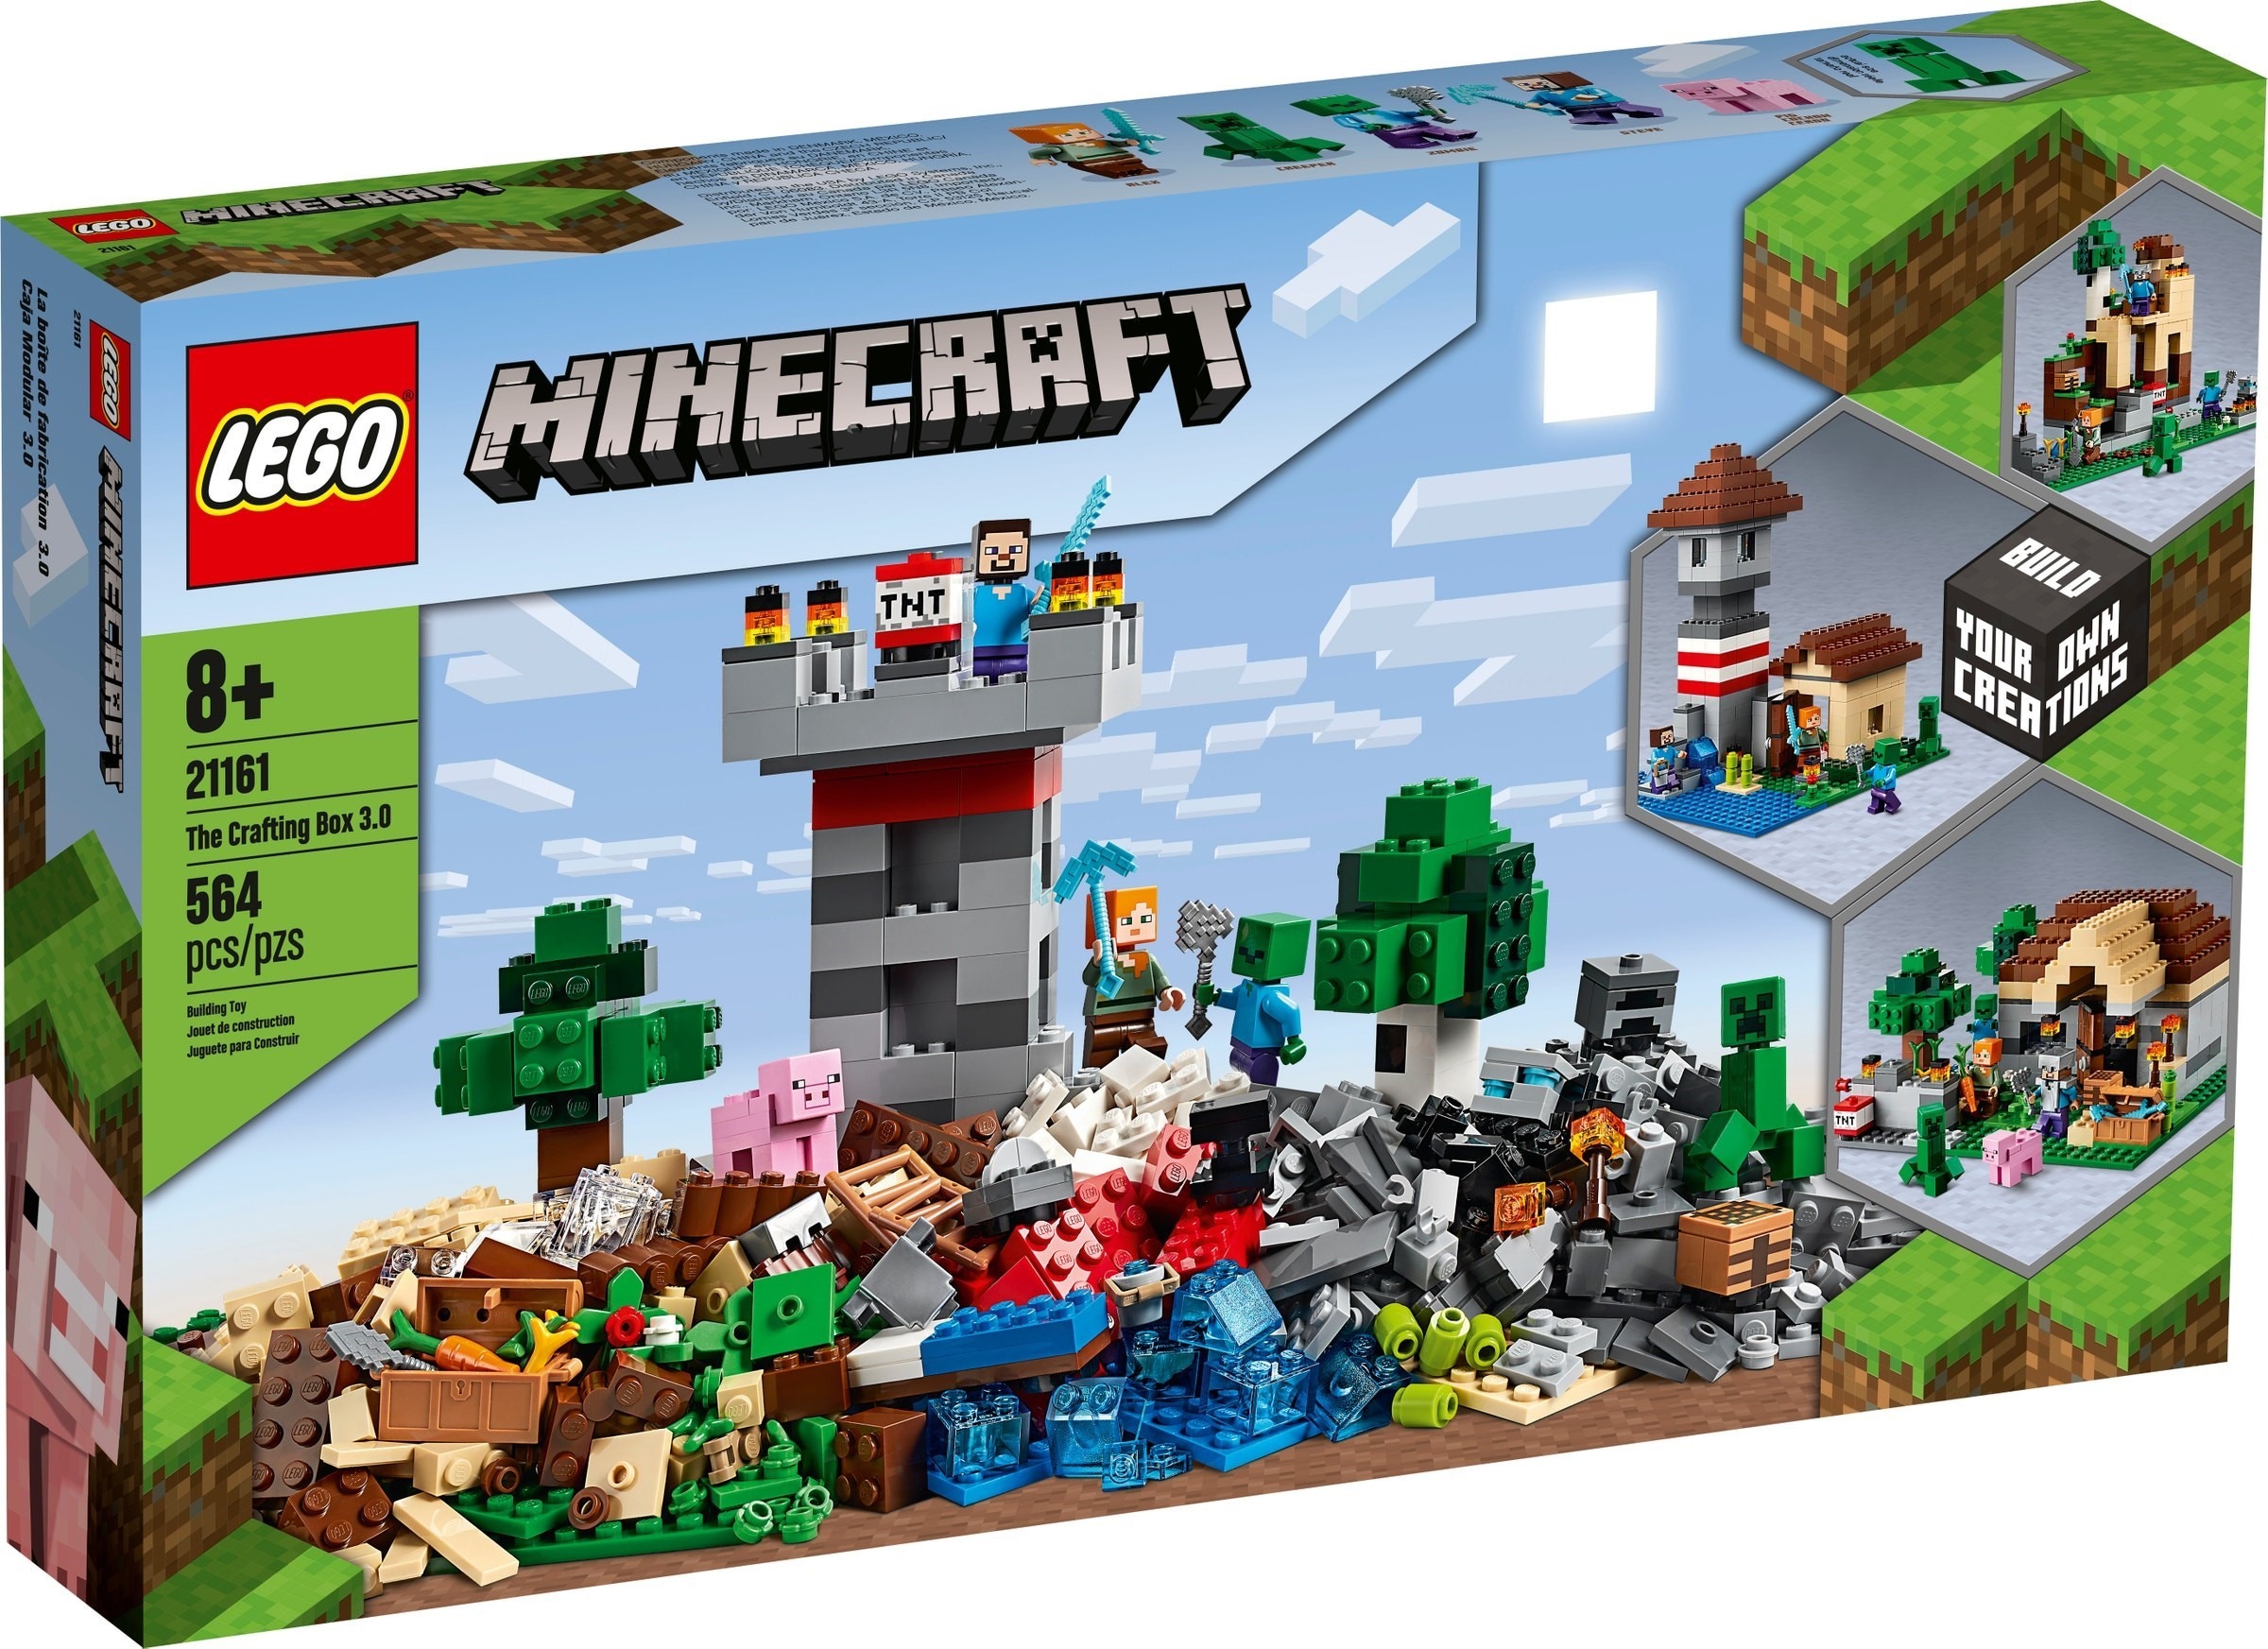 LEGO
MINECRAFT
21161
ALEX
CREEPER
ZOMBIE
STEVE
PIG
LEGO
MINECRAFT
21161
La boîte de fabrication 3.0
Caja Modular 3.0
LEGO®
MINECRAFT
8+
21161
The Crafting Box 3.0
564
pcs/pzs
Building Toy
Jouet de construction
Juguete para Construir
TNT
BUILD
YOUR OWN
CREATIONS
TNT
TNT